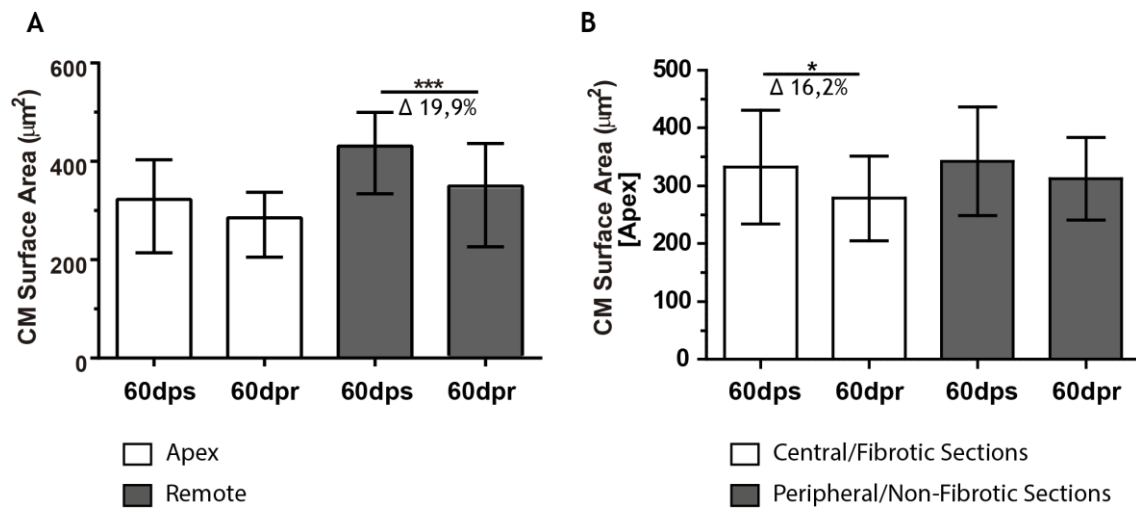 A
CM Surface Area (µm²)
600
400
200
0
***
Δ 19,9%
60dps 60dpr 60dps 60dpr
Apex
Remote
B
CM Surface Area (µm²)
[Apex]
500
450
300
200
100
0
*
Δ 16,2%
60dps 60dpr 60dps 60dpr
Central/Fibrotic Sections
Peripheral/Non-Fibrotic Sections